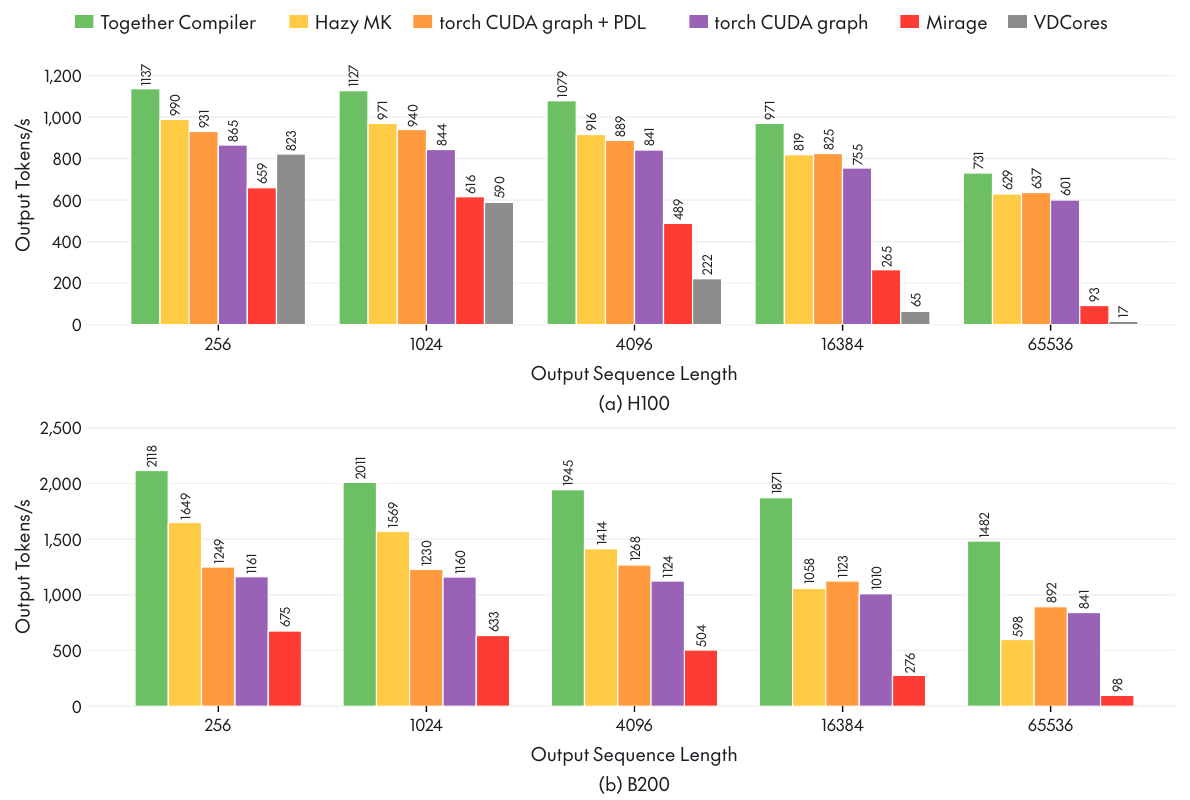 Together Compiler Hazy MK torch CUDA graph + PDL torch CUDA graph Mirage VDCores
Output Tokens/s
1,200
1,000
800
600
400
200
0
1137 990 931 865 659 823
1127 971 940 844 616 590
1079 916 889 841 489 222
971 819 825 755 265 65
731 629 637 601 93 17
256 1024 4096 16384 65536
Output Sequence Length
(a) H100
Output Tokens/s
2,500
2,000
1,500
1,000
500
0
2118 1649 1249 1161 675
2011 1569 1230 1160 633
1945 1414 1268 1124 504
1871 1058 1123 1010 276
1482 598 892 841 98
256 1024 4096 16384 65536
Output Sequence Length
(b) B200